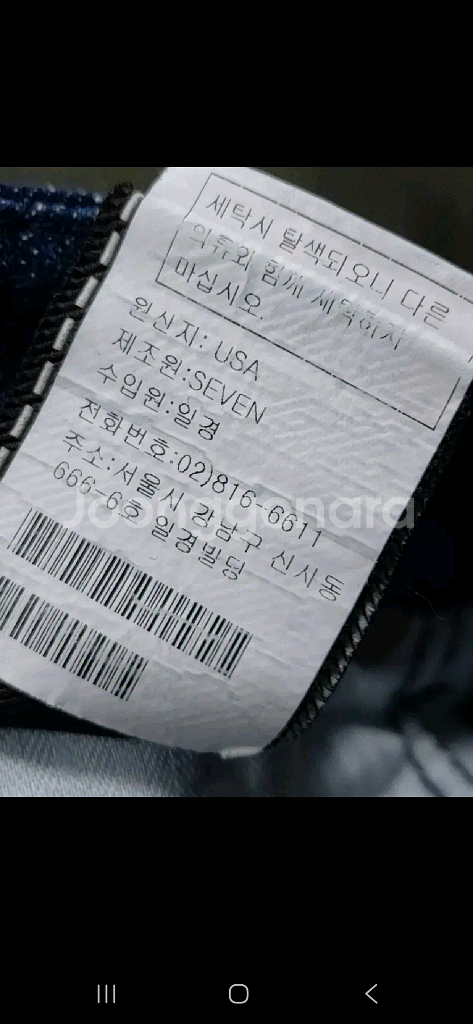 세탁시 탈색되오니 다른
의류와 함께 세탁하지
마십시오.
원산지: USA
제조원:SEVEN
수입원:일경
전화번호:02)816-6611
주소:서울시 강남구 신사동
666-6호 일경빌딩
Joonggonara